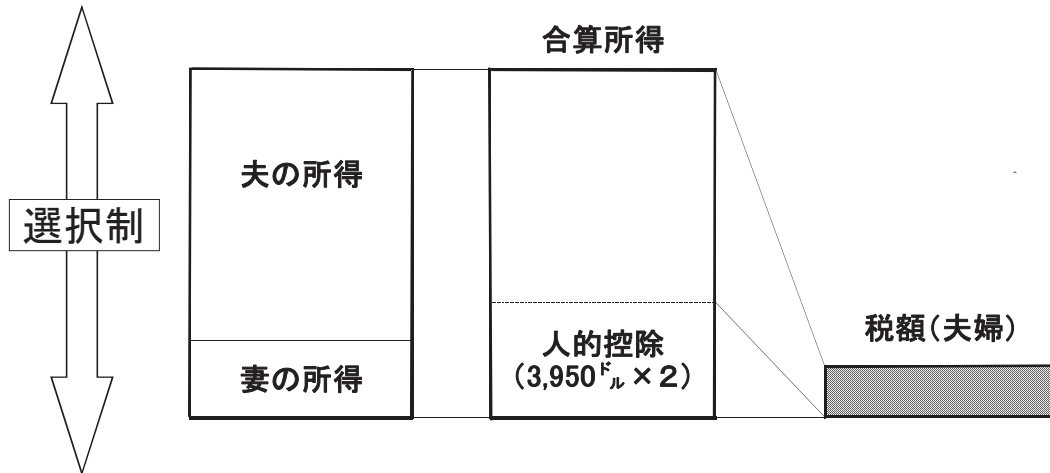 選択制
夫の所得
妻の所得
合算所得
人的控除
（3,950ドル×２）
税額（夫婦）